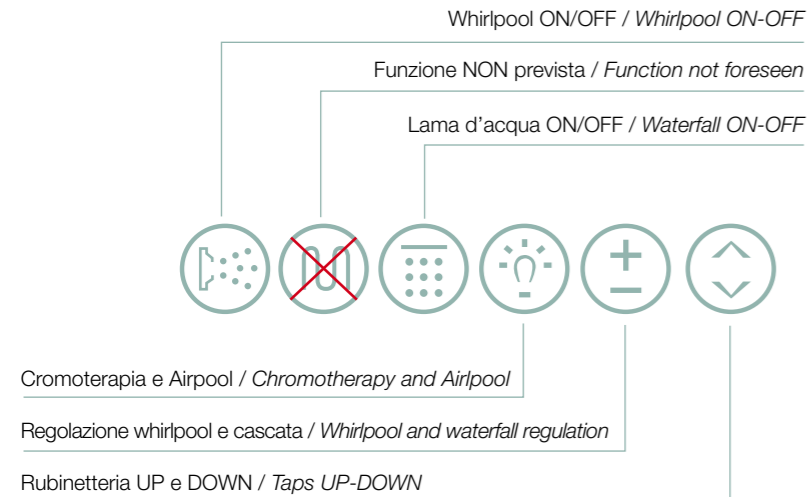 Whirlpool ON/OFF / Whirlpool ON-OFF
Funzione NON prevista / Function not foreseen
Lama d’acqua ON/OFF / Waterfall ON-OFF
Cromoterapia e Airpool / Chromotherapy and Airlpool
Regolazione whirlpool e cascata / Whirlpool and waterfall regulation
Rubinetteria UP e DOWN / Taps UP-DOWN